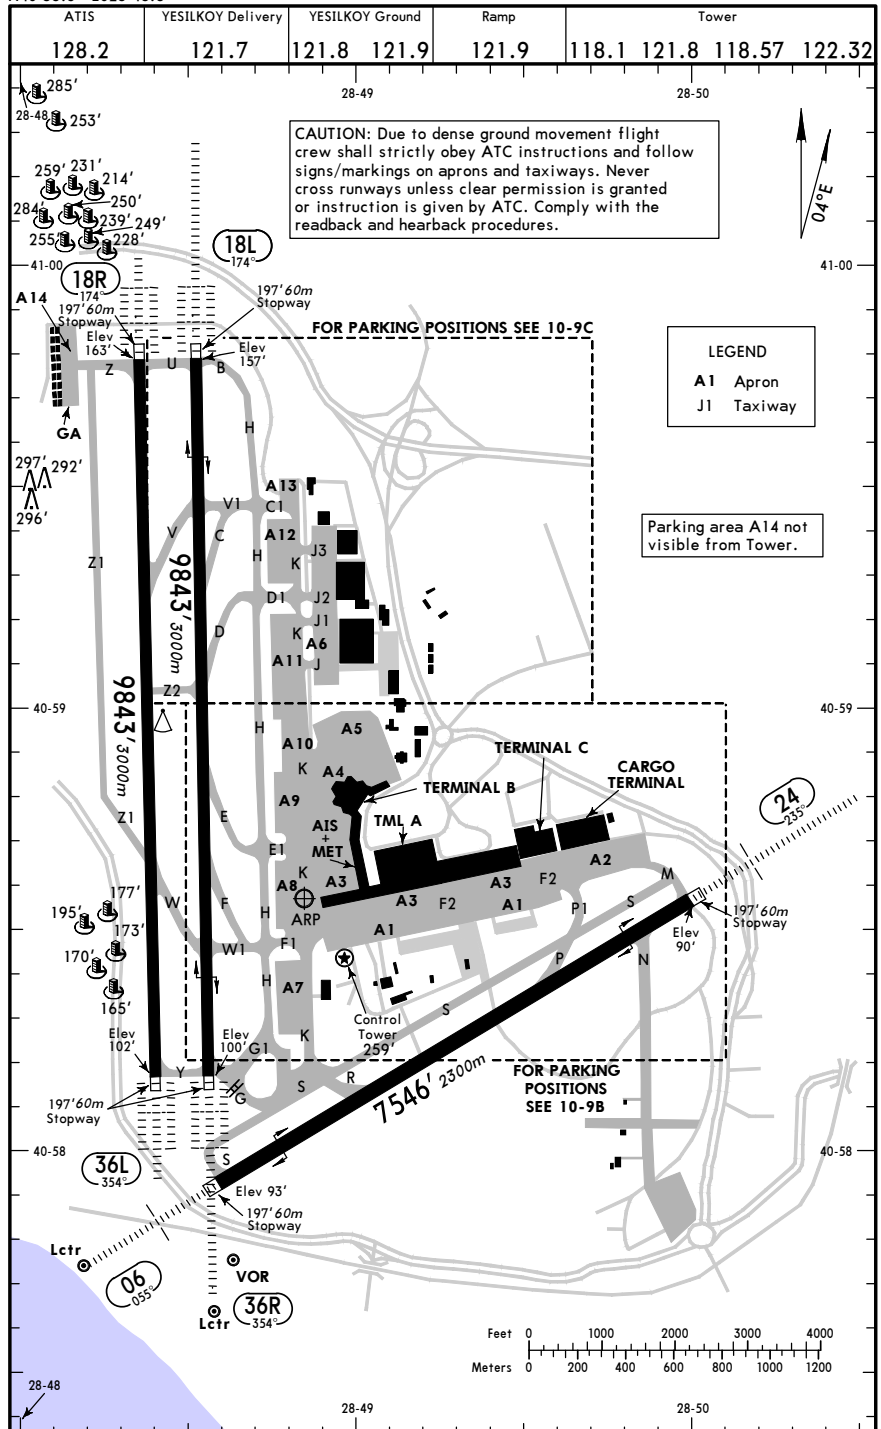 ATIS
YESILKOY Delivery
YESILKOY Ground
Ramp
Tower
128.2
121.7
121.8 121.9
121.9
118.1 121.8 118.57 122.32
28-48
28-49
28-50
285'
253'
CAUTION: Due to dense ground movement flight
crew shall strictly obey ATC instructions and follow
signs/markings on aprons and taxiways. Never
cross runways unless clear permission is granted
or instruction is given by ATC. Comply with the
readback and hearback procedures.
04°E
259' 231'
214'
250'
284'
239' 249'
255'
228'
18L
174°
41-00
41-00
18R
174°
A14
197'60m
Stopway
197'60m
Stopway
Elev
163'
Elev
157'
FOR PARKING POSITIONS SEE 10-9C
LEGEND
A1 Apron
J1 Taxiway
Z
U
B
GA
H
297' 292'
296'
A13
V1
C1
V
C
A12
J3
Parking area A14 not
visible from Tower.
Z1
H
K
9843' 3000m
D1
J2
J1
D
K
A6
A11
J
Z2
9843' 3000m
40-59
40-59
H
A5
A10
K
A4
TERMINAL C
TERMINAL B
CARGO
TERMINAL
A9
24
235°
Z1
E
AIS
+
MET
TML A
E1
K
A2
A8
A3
A3
F2
M
W
F
ARP
A3
F2
A1
P1
S
177'
195'
173'
170'
165'
H
W1
F1
A1
197'60m
Stopway
Elev
90'
P
N
H
A7
S
Control
Tower
259'
Elev
102'
Elev
100'
K
G1
Y
S
R
G
7546' 2300m
FOR PARKING
POSITIONS
SEE 10-9B
197'60m
Stopway
40-58
40-58
36L
354°
S
Elev 93'
197'60m
Stopway
Lctr
VOR
06
055°
36R
354°
Lctr
Feet 0 1000 2000 3000 4000
Meters 0 200 400 600 800 1000 1200
28-48
28-49
28-50